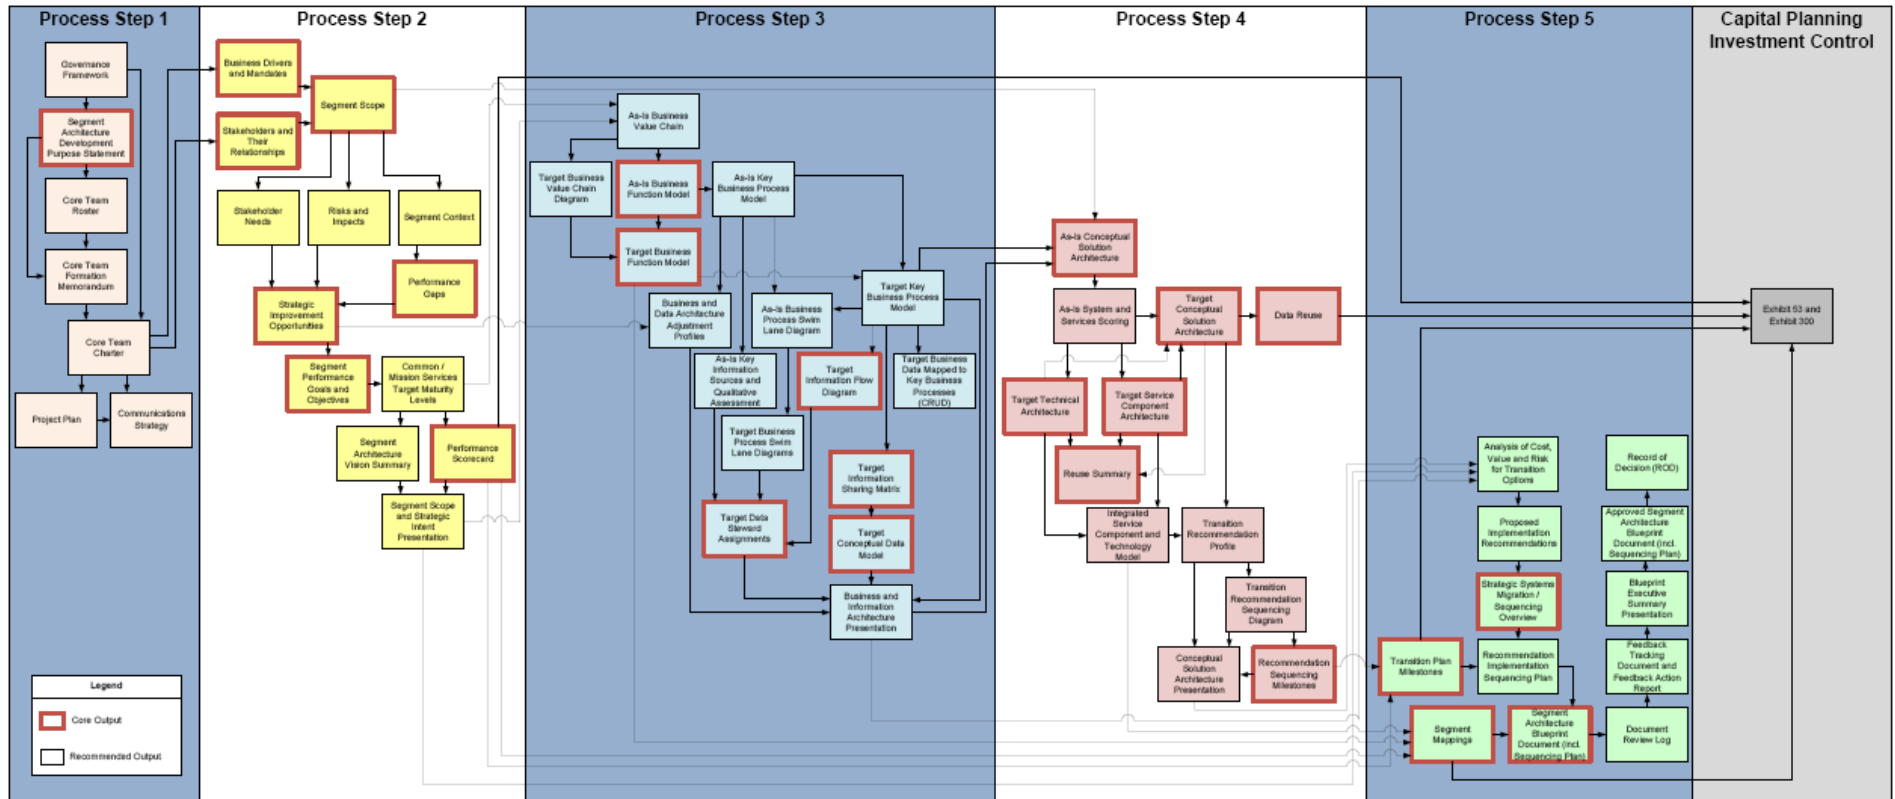 Process Step 1
Governance
Framework
Segment
Architecture
Development
Purpose Statement
Core Team
Roster
Core Team
Formation
Memorandum
Core Team
Charter
Project Plan
Communications
Strategy
Legend
Core Output
Recommended Output
Process Step 2
Business Drivers
and Mandates
Segment Scope
Stakeholders and
Their
Relationships
Stakeholder
Needs
Risks and
Impacts
Segment Context
Performance
Gaps
Strategic
Improvement
Opportunities
Segment
Performance
Goals and
Objectives
Common /
Mission Services
Target Maturity
Levels
Segment
Architecture
Vision Summary
Performance
Scorecard
Segment Scope
and Strategic
Intent
Presentation
Process Step 3
As-Is Business
Value Chain
Target Business
Value Chain
Diagram
As-Is Business
Function Model
As-Is Key
Business Process
Model
Target Business
Function Model
Business and
Data Architecture
Adjustment
Profiles
As-Is Business
Process Swim
Lane Diagram
Target Key
Business Process
Model
As-Is Key
Information
Sources and
Qualitative
Assessment
Target
Information Flow
Diagram
Target Business
Data Mapped to
Key Business
Processes
(CRUD)
Target Business
Process Swim
Lane Diagrams
Target
Information
Sharing Matrix
Target Data
Steward
Assignments
Target
Conceptual Data
Model
Business and
Information
Architecture
Presentation
Process Step 4
As-Is Conceptual
Solution
Architecture
As-Is System and
Services Scoring
Target
Conceptual
Solution
Architecture
Data Reuse
Target Technical
Architecture
Target Service
Component
Architecture
Reuse Summary
Integrated
Service
Component and
Technology
Model
Transition
Recommendation
Profile
Transition
Recommendation
Sequencing
Diagram
Conceptual
Solution
Architecture
Presentation
Recommendation
Sequencing
Milestones
Process Step 5
Analysis of Cost,
Value and Risk
for Transition
Options
Record of
Decision (ROD)
Proposed
Implementation
Recommendations
Approved Segment
Architecture
Blueprint
Document (incl.
Sequencing Plan)
Strategic Systems
Migration /
Sequencing
Overview
Blueprint
Executive
Summary
Presentation
Transition Plan
Milestones
Recommendation
Implementation
Sequencing Plan
Feedback
Tracking
Document and
Feedback Action
Report
Segment
Mappings
Segment
Architecture
Blueprint
Document (incl.
Sequencing Plan)
Document
Review Log
Capital Planning
Investment Control
Exhibit 53 and
Exhibit 300